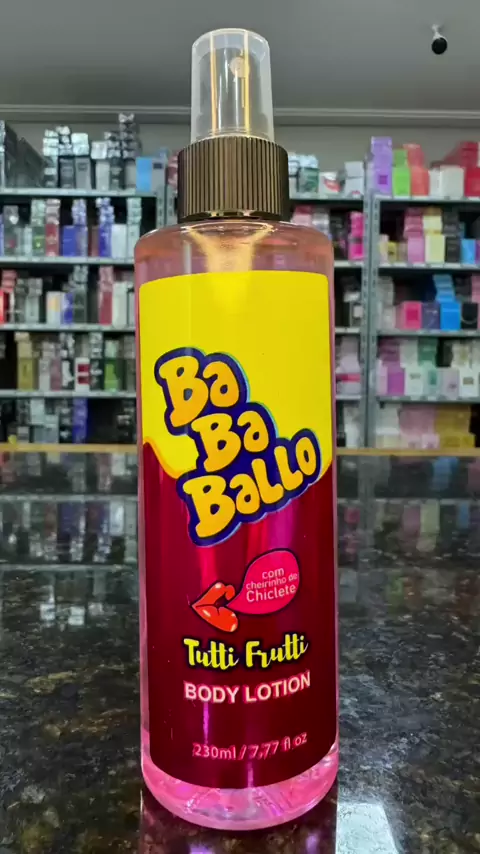 Ba
Ba
Ballo
com
cheirinho de
Chiclete
Tutti Frutti
BODY LOTION
230ml / 7,77 fl oz